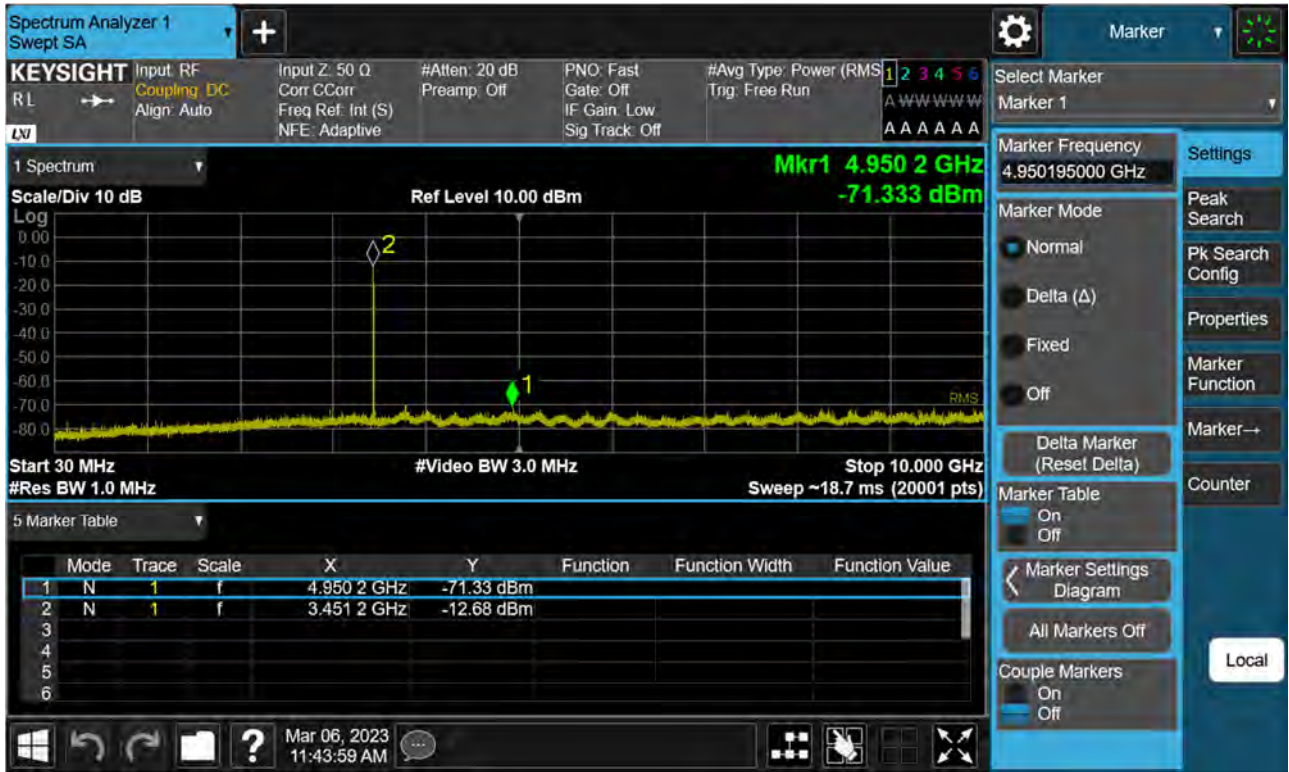 Spectrum Analyzer 1
Swept SA
+
Marker
KEYSIGHT
RL
LXI
Input: RF
Coupling: DC
Align: Auto
Input Z: 50 Ω
Corr CCorr
Freq Ref: Int (S)
NFE: Adaptive
#Atten: 20 dB
Preamp: Off
PNO: Fast
Gate: Off
IF Gain: Low
Sig Track: Off
#Avg Type: Power (RMS
Trig: Free Run
1 2 3 4 5 6
A W W W W W
A A A A A A
1 Spectrum
Scale/Div 10 dB
Ref Level 10.00 dBm
Mkr1 4.950 2 GHz
-71.333 dBm
Log
0.00
-10.0
-20.0
-30.0
-40.0
-50.0
-60.0
-70.0
-80.0
2
1
RMS
Start 30 MHz
#Video BW 3.0 MHz
Stop 10.000 GHz
#Res BW 1.0 MHz
Sweep ~18.7 ms (20001 pts)
5 Marker Table
Mode Trace Scale X Y Function Function Width Function Value
1 N 1 f 4.950 2 GHz -71.33 dBm
2 N 1 f 3.451 2 GHz -12.68 dBm
3
4
5
6
Mar 06, 2023
11:43:59 AM
?
Select Marker
Marker 1
Marker Frequency
4.950195000 GHz
Marker Mode
Normal
Delta (Δ)
Fixed
Off
Delta Marker
(Reset Delta)
Marker Table
On
Off
Marker Settings
Diagram
All Markers Off
Couple Markers
On
Off
Settings
Peak
Search
Pk Search
Config
Properties
Marker
Function
Marker→
Counter
Local